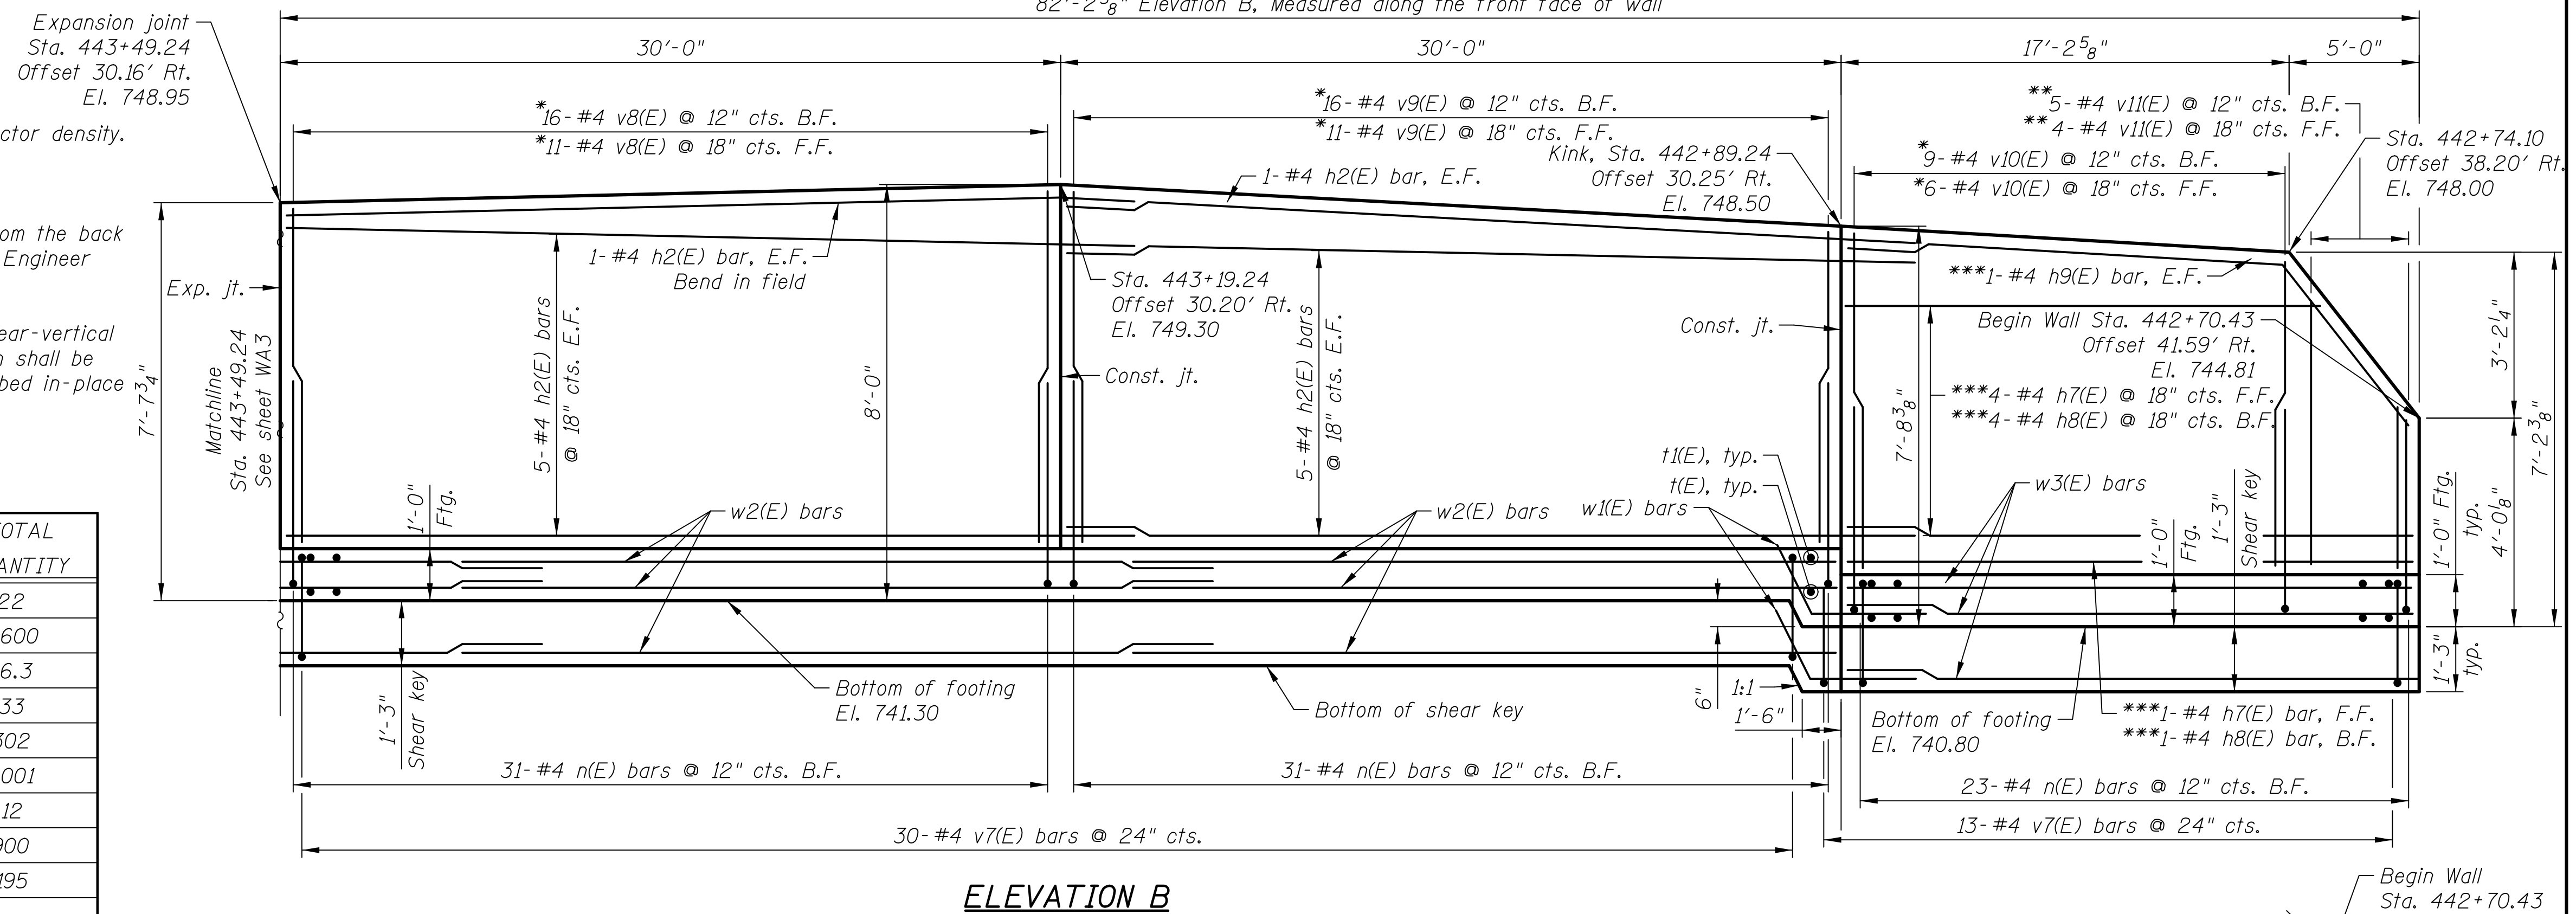 82'-2 5/8" Elevation B, Measured along the front face of wall
Expansion joint
Sta. 443+49.24
Offset 30.16' Rt.
El. 748.95
30'-0"
30'-0"
17'-2 5/8"
5'-0"
ctor density.
*16-#4 v8(E) @ 12" cts. B.F.
*11-#4 v8(E) @ 18" cts. F.F.
*16-#4 v9(E) @ 12" cts. B.F.
*11-#4 v9(E) @ 18" cts. F.F.
**5-#4 v11(E) @ 12" cts. B.F.
**4-#4 v11(E) @ 18" cts. F.F.
Sta. 442+74.10
Offset 38.20' Rt.
El. 748.00
Kink, Sta. 442+89.24
Offset 30.25' Rt.
El. 748.50
*9-#4 v10(E) @ 12" cts. B.F.
*6-#4 v10(E) @ 18" cts. F.F.
1-#4 h2(E) bar, E.F.
om the back
Engineer
1-#4 h2(E) bar, E.F.
Bend in field
***1-#4 h9(E) bar, E.F.
Exp. jt.
Sta. 443+19.24
Offset 30.20' Rt.
El. 749.30
Const. jt.
Const. jt.
Begin Wall Sta. 442+70.43
Offset 41.59' Rt.
El. 744.81
ear-vertical
n shall be
bed in-place
7'-7 3/4"
Matchline
Sta. 443+49.24
See sheet WA3
5-#4 h2(E) bars
@ 18" cts. E.F.
8'-0"
5-#4 h2(E) bars
@ 18" cts. E.F.
7'-8 3/8"
***4-#4 h7(E) @ 18" cts. F.F.
***4-#4 h8(E) @ 18" cts. B.F.
3'-2 1/4"
7'-2 3/8"
4'-0 1/8"
1'-0" Ftg.
typ.
t1(E), typ.
t(E), typ.
w1(E) bars
w2(E) bars
w2(E) bars
w3(E) bars
1'-0"
Ftg.
1'-0"
Ftg.
1'-3"
Shear key
OTAL
ANTITY
22
600
6.3
33
302
001
12
900
195
1'-3"
Shear key
Bottom of footing
El. 741.30
Bottom of shear key
6"
1:1
1'-6"
Bottom of footing
El. 740.80
***1-#4 h7(E) bar, F.F.
***1-#4 h8(E) bar, B.F.
1'-3"
typ.
31-#4 n(E) bars @ 12" cts. B.F.
31-#4 n(E) bars @ 12" cts. B.F.
23-#4 n(E) bars @ 12" cts. B.F.
30-#4 v7(E) bars @ 24" cts.
13-#4 v7(E) bars @ 24" cts.
ELEVATION B
Begin Wall
Sta. 442+70.43